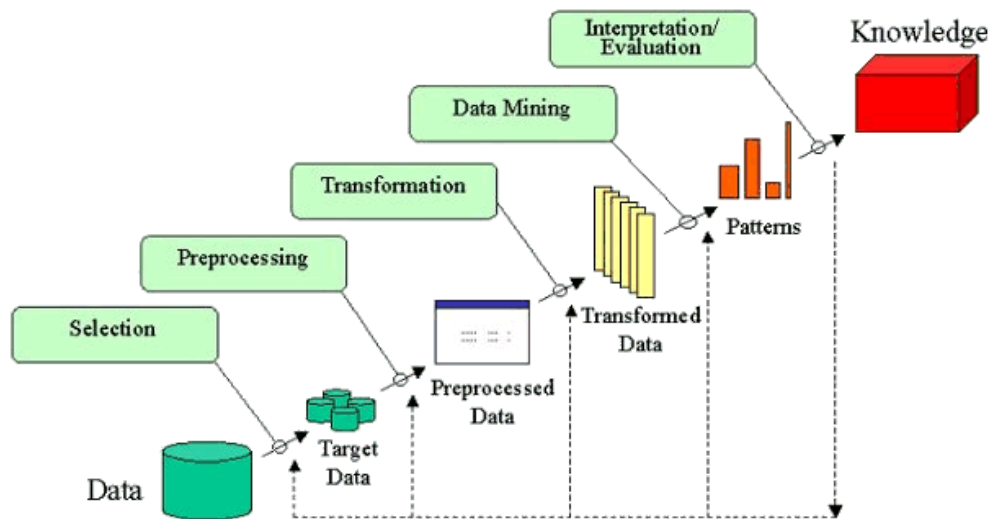 Interpretation/
Evaluation
Knowledge
Data Mining
Transformation
Patterns
Preprocessing
Transformed
Data
Selection
Preprocessed
Data
Target
Data
Data